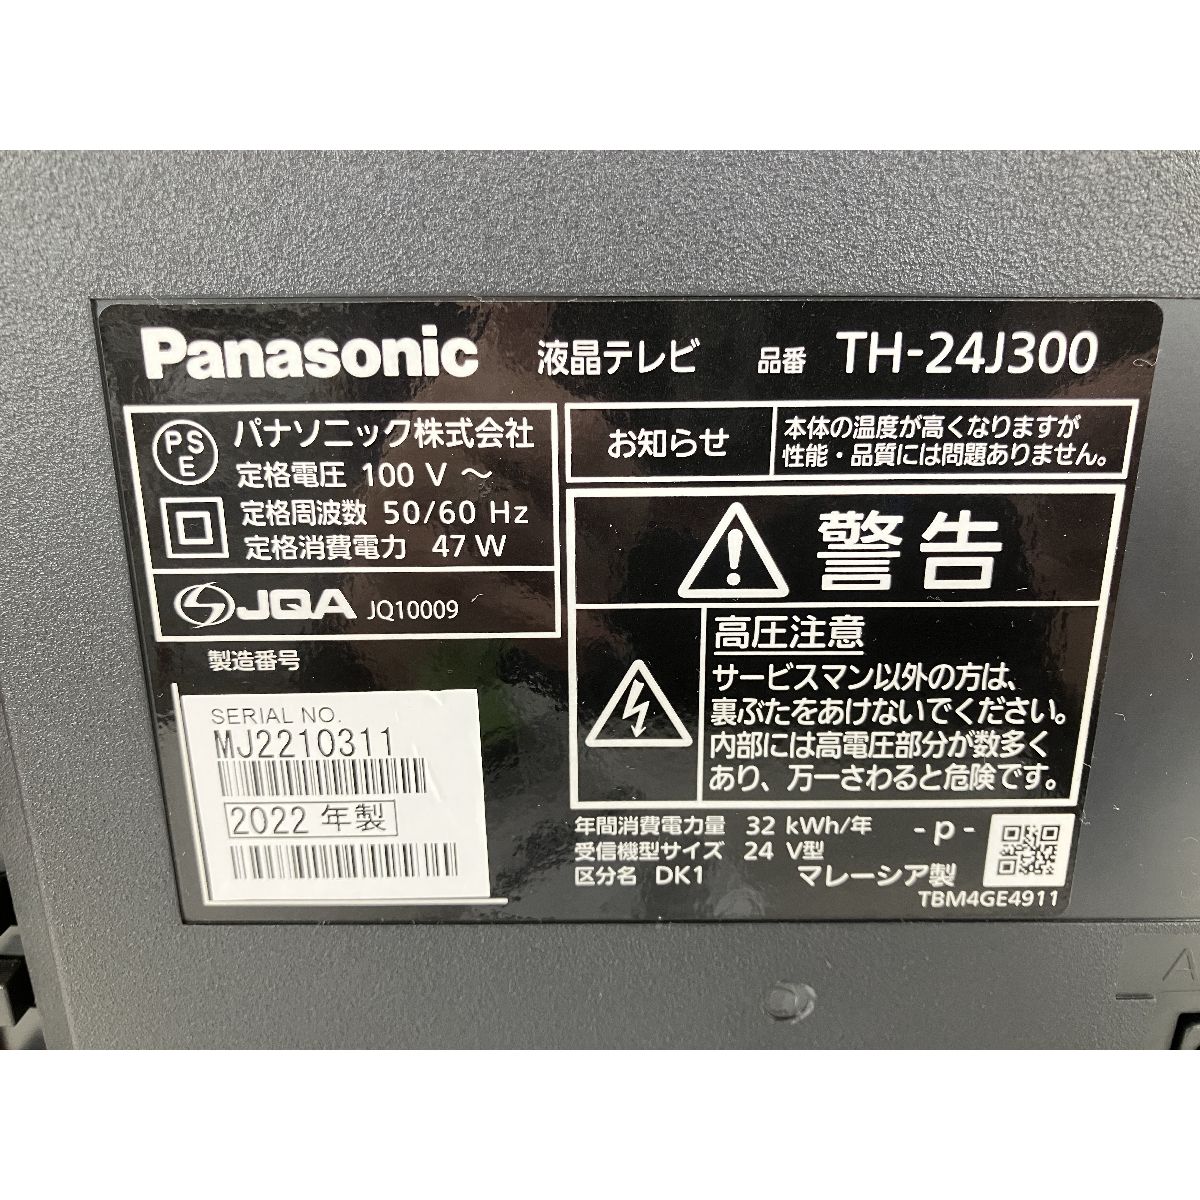 Panasonic 液晶テレビ 品番 TH-24J300
PS
E
パナソニック株式会社
定格電圧 100 V ～
定格周波数 50/60 Hz
定格消費電力 47 W
JQA JQ10009
お知らせ
本体の温度が高くなりますが
性能・品質には問題ありません。
警告
高圧注意
サービスマン以外の方は、
裏ぶたをあけないでください。
内部には高電圧部分が数多く
あり、万一さわると危険です。
製造番号
SERIAL NO.
MJ2210311
2022 年製
年間消費電力量 32 kWh/年
受信機型サイズ 24 V型
区分名 DK1
- p -
マレーシア製
TBM4GE4911
A